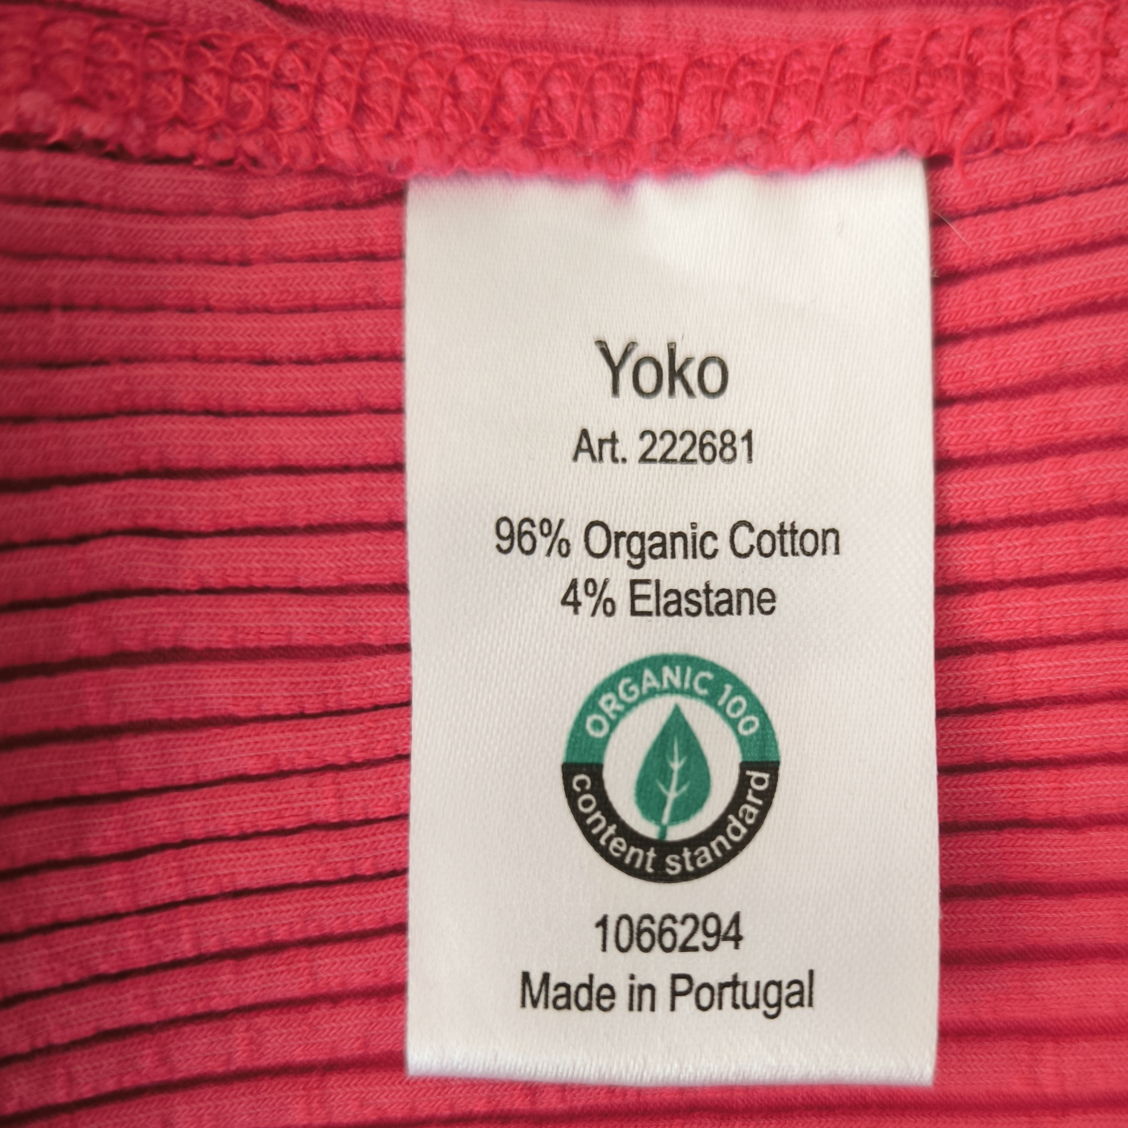 Yoko
Art. 222681
96% Organic Cotton
4% Elastane
ORGANIC 100
content standard
1066294
Made in Portugal